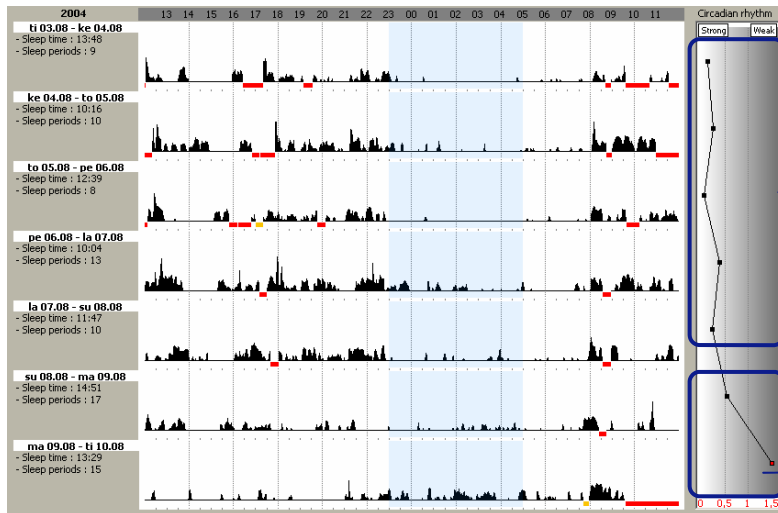 2004
13 14 15 16 17 18 19 20 21 22 23 00 01 02 03 04 05 06 07 08 09 10 11
Circadian rhythm
Strong Weak
ti 03.08 - ke 04.08
- Sleep time : 13:48
- Sleep periods : 9
ke 04.08 - to 05.08
- Sleep time : 10:16
- Sleep periods : 10
to 05.08 - pe 06.08
- Sleep time : 12:39
- Sleep periods : 8
pe 06.08 - la 07.08
- Sleep time : 10:04
- Sleep periods : 13
la 07.08 - su 08.08
- Sleep time : 11:47
- Sleep periods : 10
su 08.08 - ma 09.08
- Sleep time : 14:51
- Sleep periods : 17
ma 09.08 - ti 10.08
- Sleep time : 13:29
- Sleep periods : 15
0 0,5 1 1,5